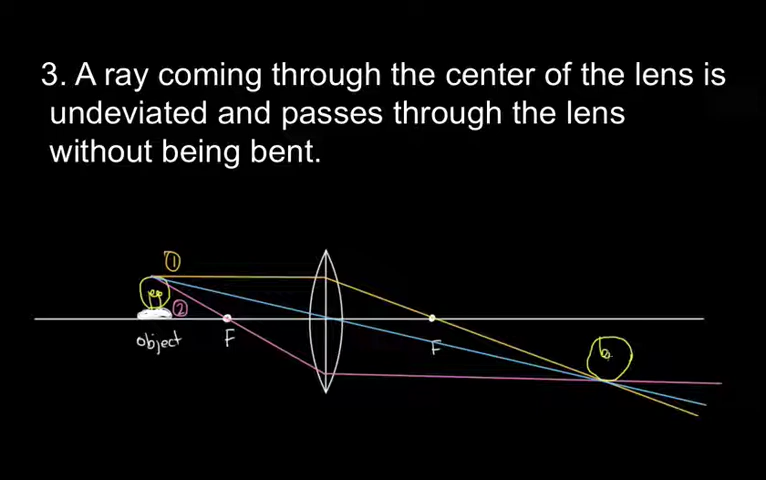 3. A ray coming through the center of the lens is
undeviated and passes through the lens
without being bent.
1
2
object
F
F